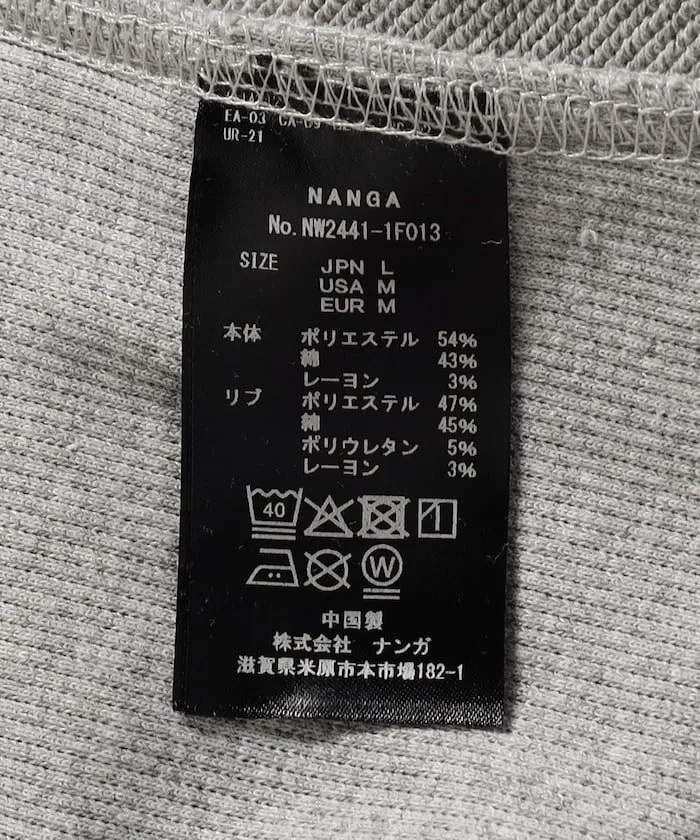 EA-03 CA-09
UR-21
NANGA
No. NW2441-1F013
SIZE JPN L
USA M
EUR M
本体 ポリエステル 54%
綿 43%
レーヨン 3%
リブ ポリエステル 47%
綿 45%
ポリウレタン 5%
レーヨン 3%
40
W
中国製
株式会社 ナンガ
滋賀県米原市本市場182-1